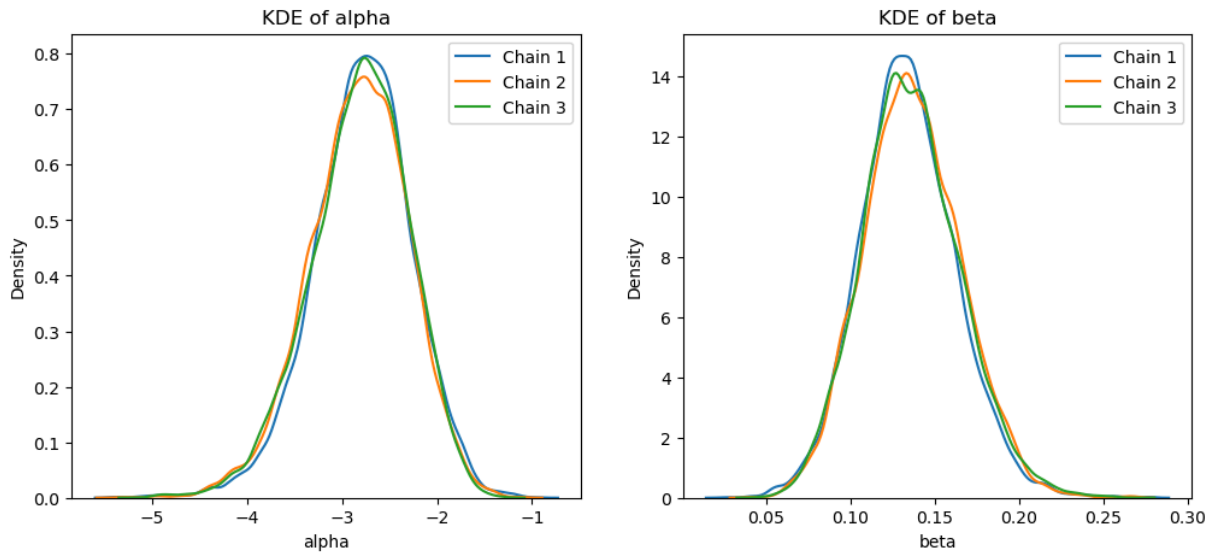 KDE of alpha
0.8
0.7
0.6
0.5
0.4
0.3
0.2
0.1
0.0
Density
−5
−4
−3
−2
−1
alpha
Chain 1
Chain 2
Chain 3
KDE of beta
14
12
10
8
6
4
2
0
Density
0.05
0.10
0.15
0.20
0.25
0.30
beta
Chain 1
Chain 2
Chain 3